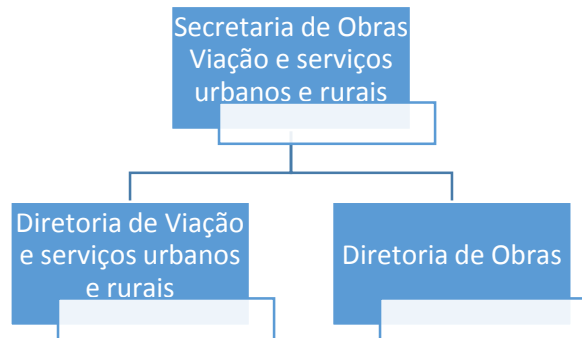 Secretaria de Obras
Viação e serviços
urbanos e rurais
Diretoria de Viação
e serviços urbanos
e rurais
Diretoria de Obras